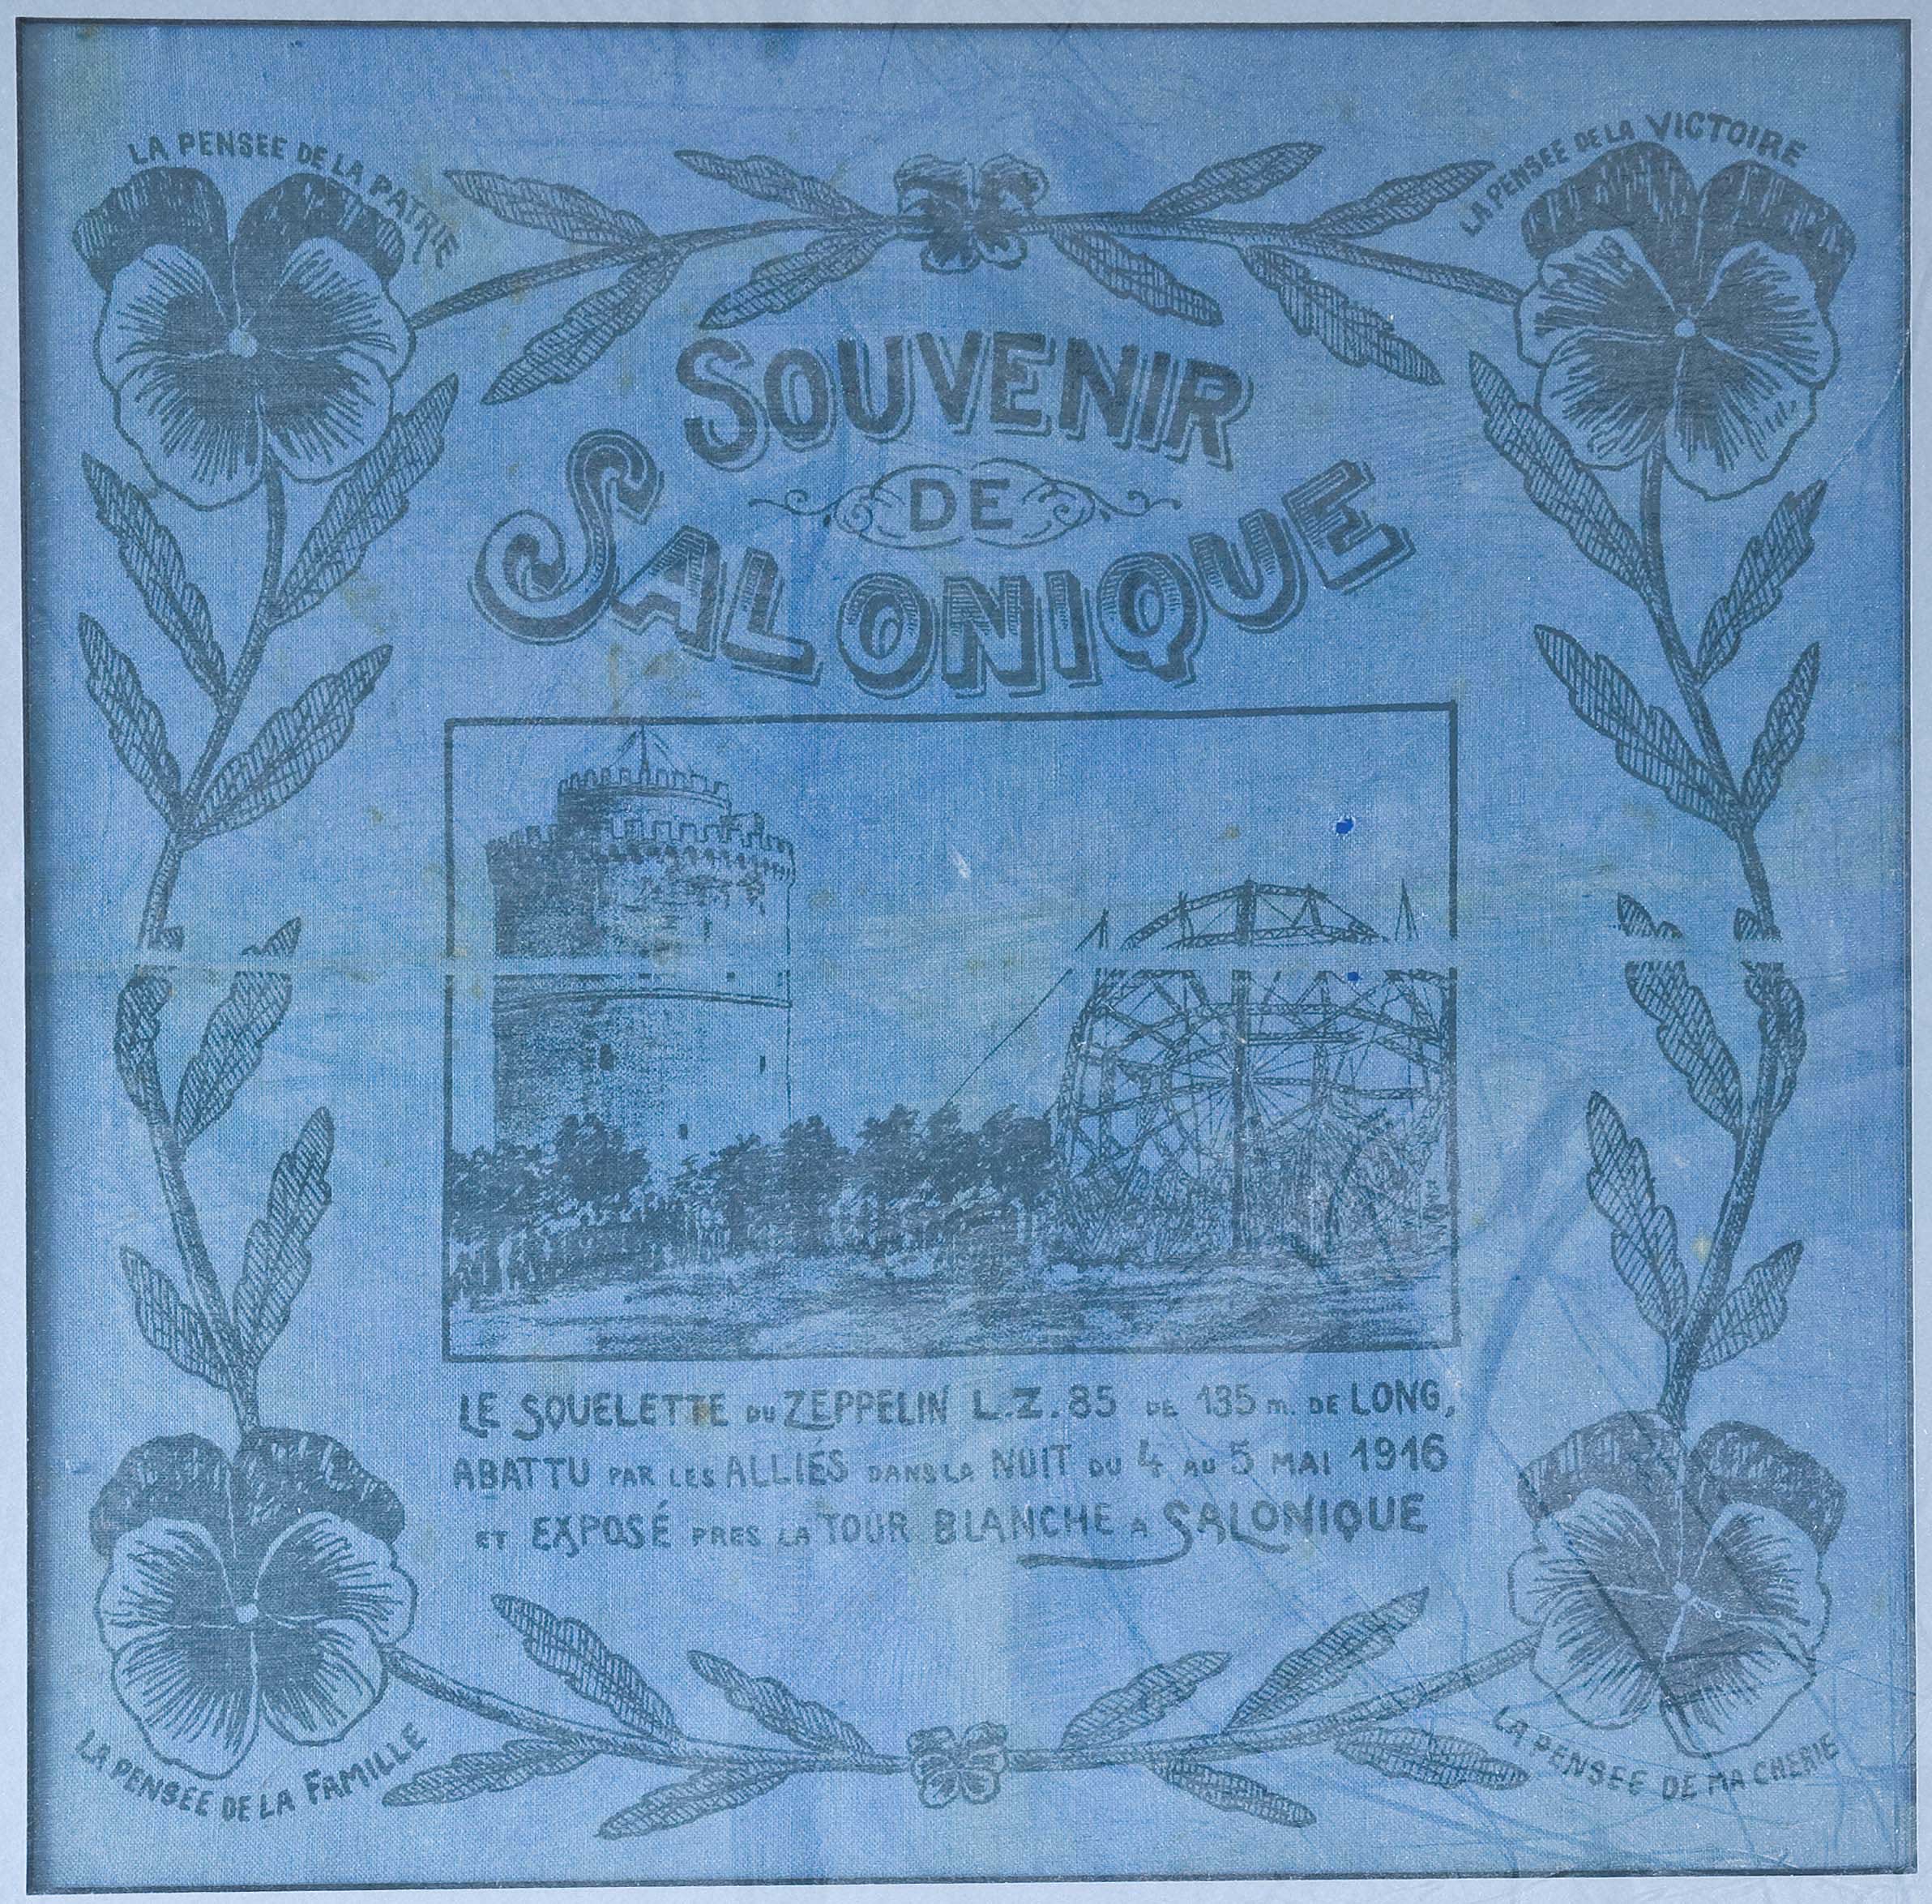 LA PENSEE DE LA PATRIE
LA PENSEE DE LA VICTOIRE
SOUVENIR
DE
SALONIQUE
LE SQUELETTE DU ZEPPELIN L.Z. 85 DE 135 m. DE LONG,
ABATTU PAR LES ALLIÉS DANS LA NUIT DU 4 AU 5 MAI 1916
ET EXPOSÉ PRES LA TOUR BLANCHE A SALONIQUE
LA PENSEE DE LA FAMILLE
LA PENSEE DE MA CHERIE